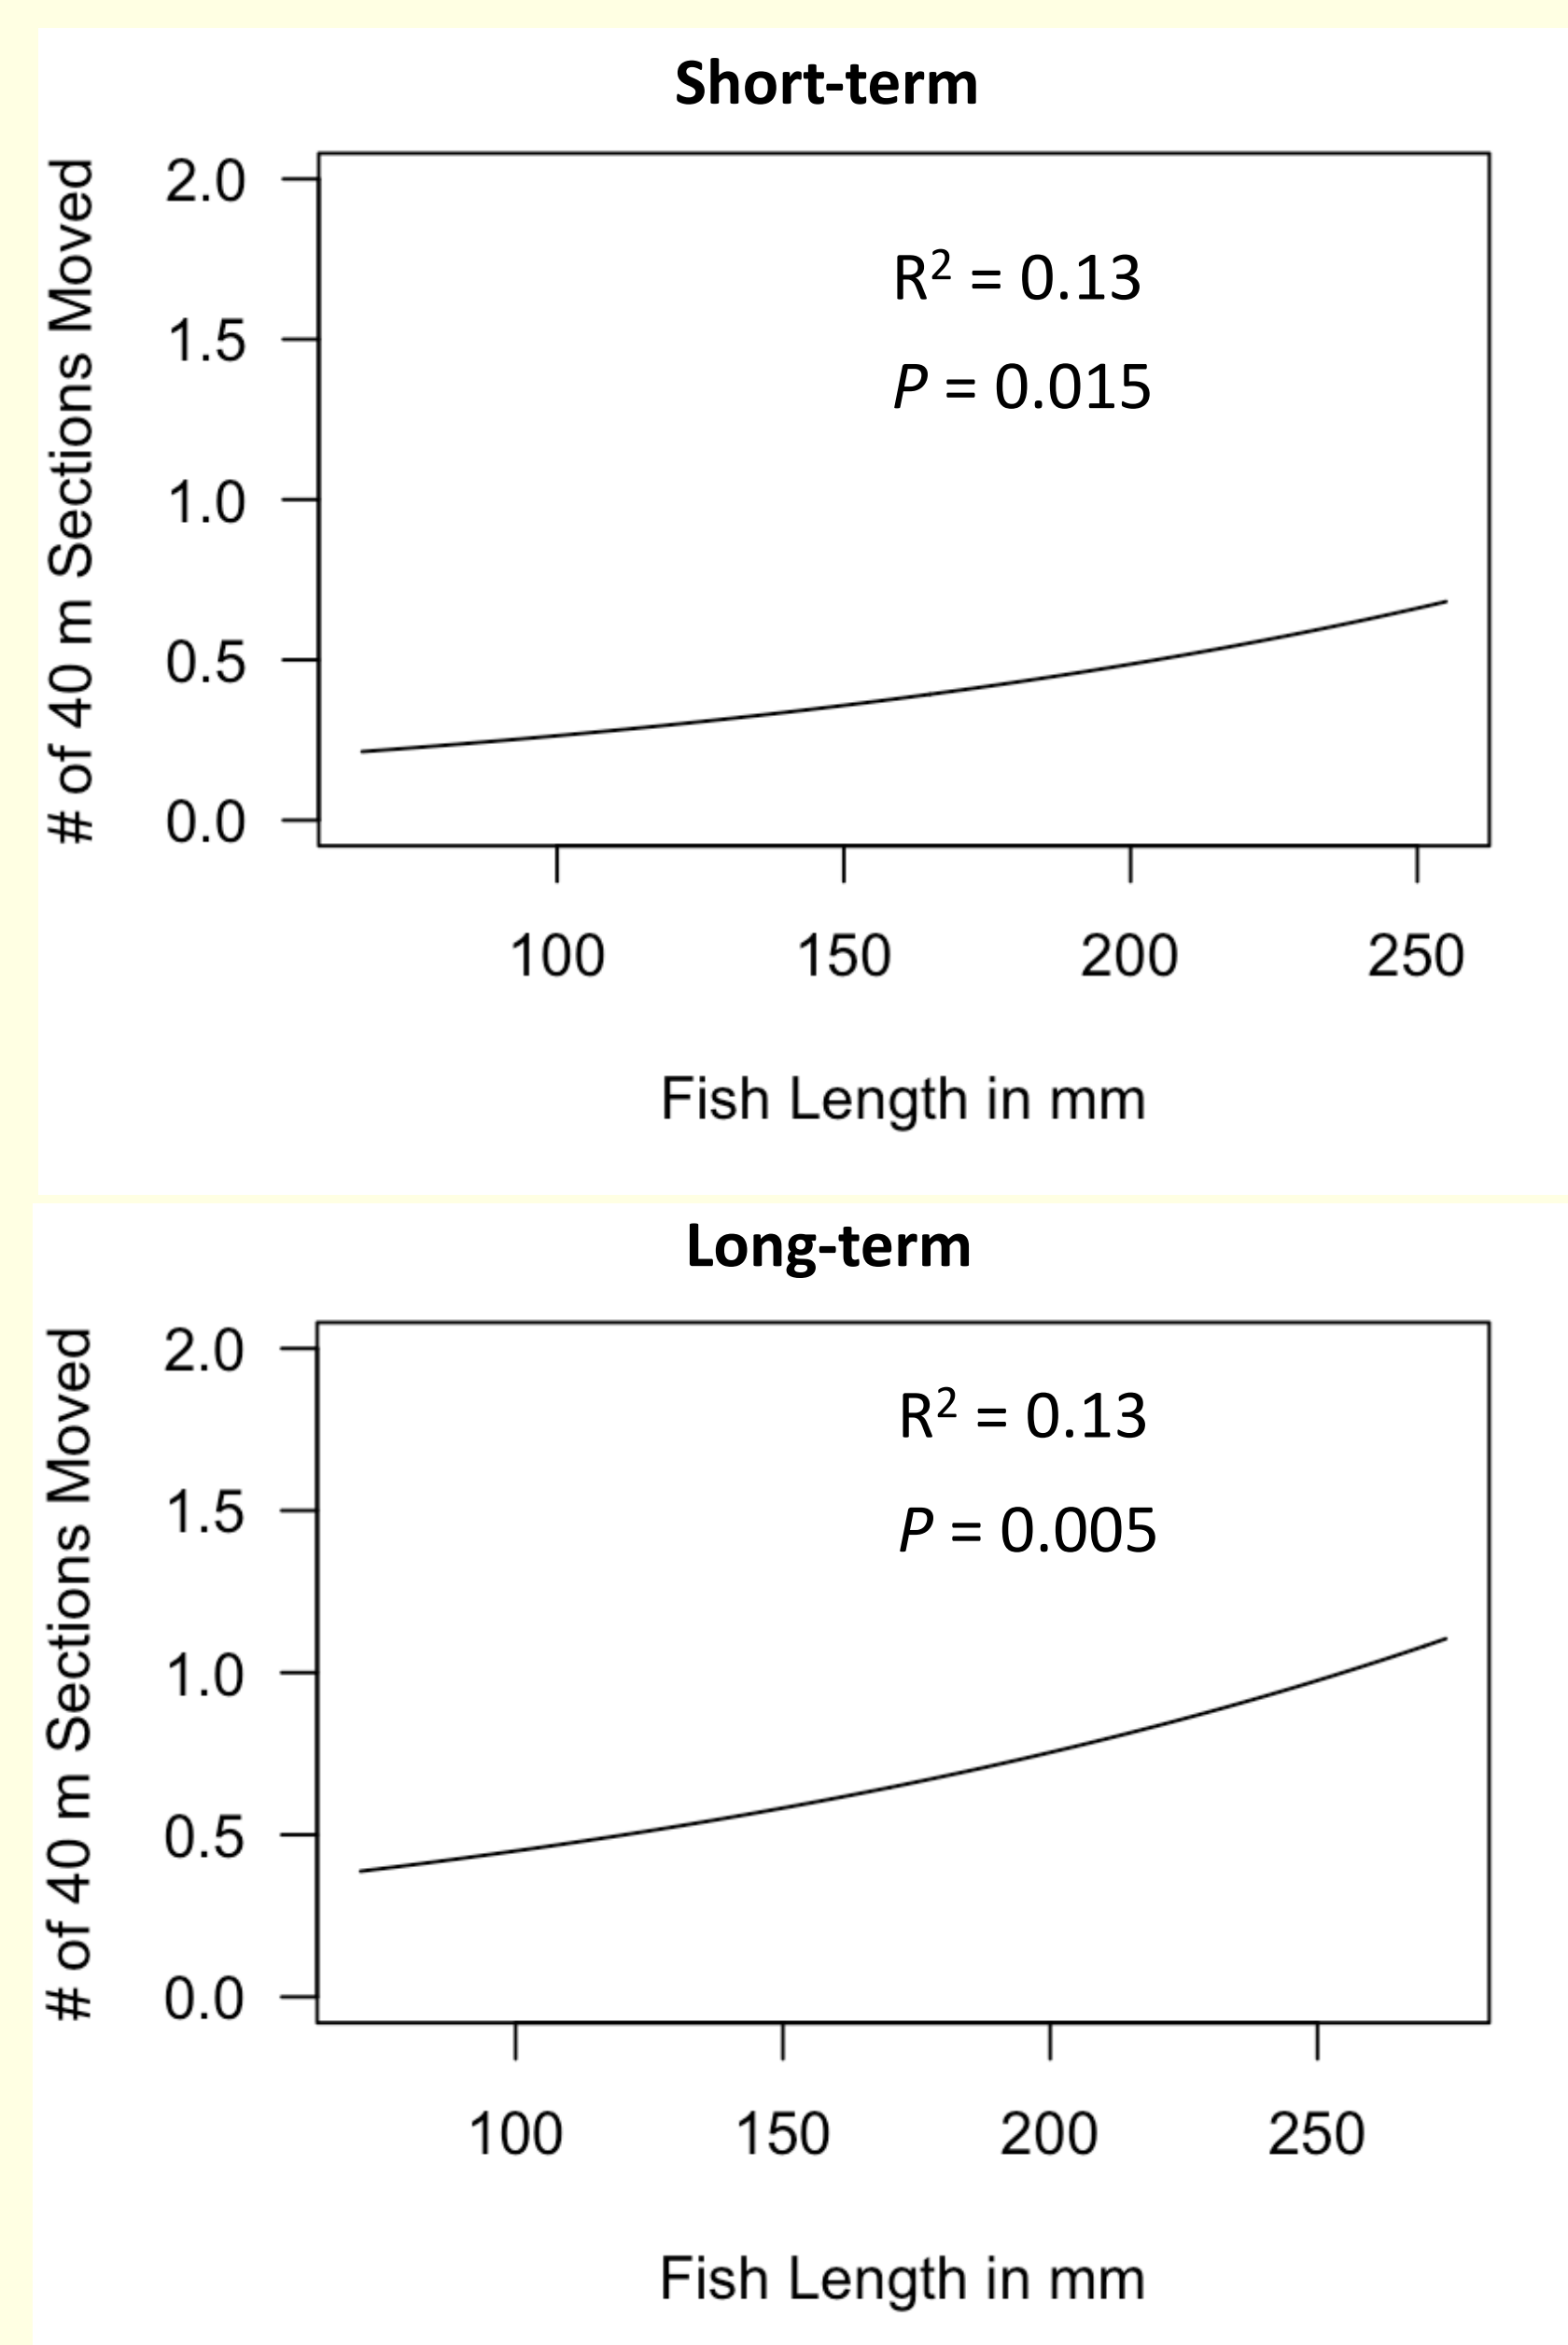 Short-term
# of 40 m Sections Moved
2.0
1.5
1.0
0.5
0.0
R² = 0.13
P = 0.015
100 150 200 250
Fish Length in mm
Long-term
# of 40 m Sections Moved
2.0
1.5
1.0
0.5
0.0
R² = 0.13
P = 0.005
100 150 200 250
Fish Length in mm